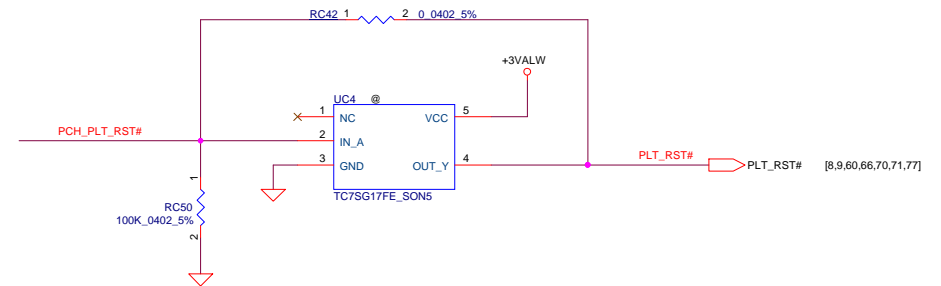 RC42 1 2 0_0402_5%
+3VALW
UC4 @
1 NC VCC 5
PCH_PLT_RST#
2 IN_A
3 GND OUT_Y 4
PLT_RST#
PLT_RST# [8,9,60,66,70,71,77]
TC7SG17FE_SON5
1
RC50
100K_0402_5%
2